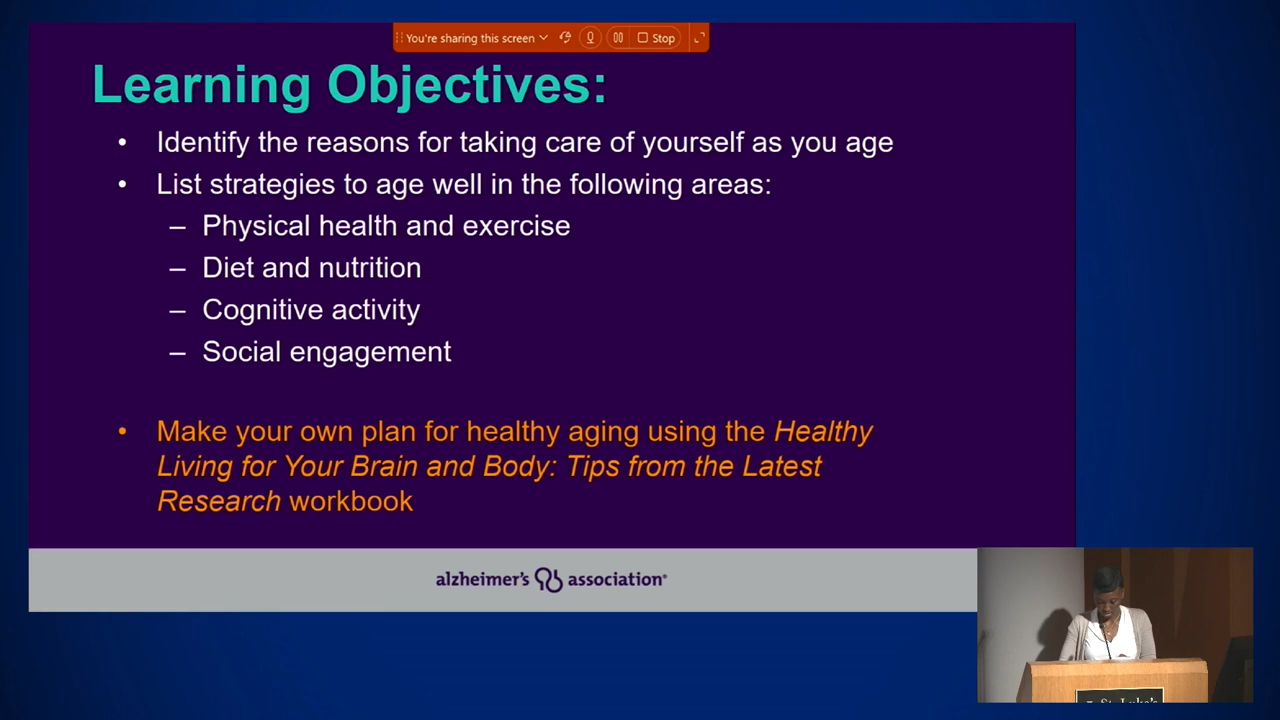 You're sharing this screen
Stop
Learning Objectives:
• Identify the reasons for taking care of yourself as you age
• List strategies to age well in the following areas:
– Physical health and exercise
– Diet and nutrition
– Cognitive activity
– Social engagement
• Make your own plan for healthy aging using the Healthy
Living for Your Brain and Body: Tips from the Latest
Research workbook
alzheimer's association®
St. Luke's